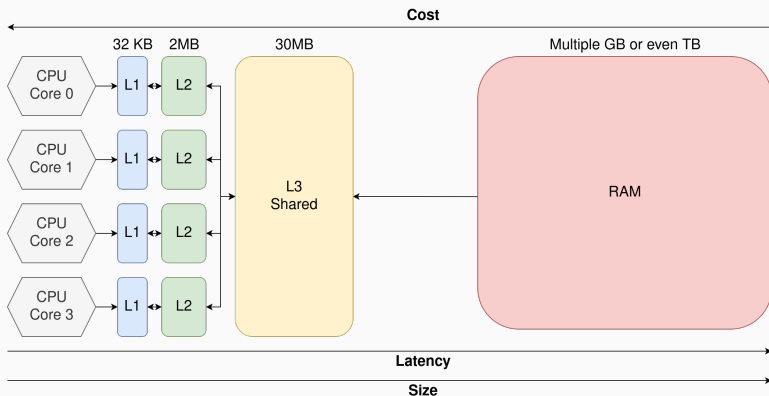 Cost
32 KB
2MB
30MB
Multiple GB or even TB
CPU
Core 0
L1
L2
CPU
Core 1
L1
L2
CPU
Core 2
L1
L2
CPU
Core 3
L1
L2
L3
Shared
RAM
Latency
Size